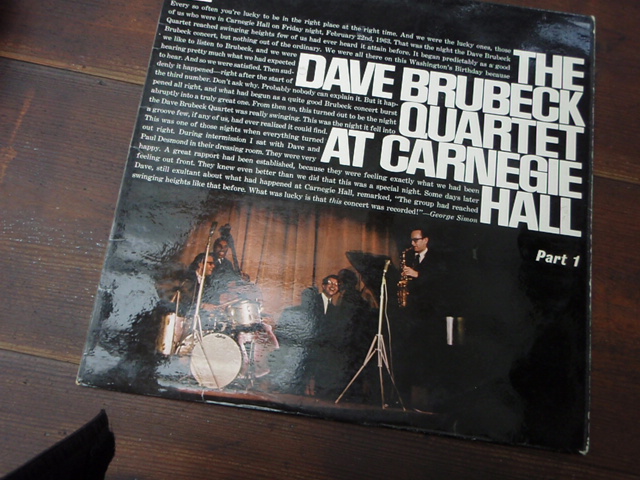 Every so often you're lucky to be in the right place at the right time. And we were the lucky ones, those
of us who were in Carnegie Hall on Friday night, February 22nd, 1963. That was the night the Dave Brubeck
Quartet reached swinging heights few of us had ever heard it attain before. It began predictably as a good
Brubeck concert, but nothing out of the ordinary. We were all there on this Washington's Birthday because
we like to listen to Brubeck, and we were
hearing pretty much what we had expected
to hear. And so we were satisfied. Then sud-
denly it happened—right after the start of
the third number. Don't ask why. Probably nobody can explain it. But it hap-
pened all right, and what had begun as a quite good Brubeck concert burst
abruptly into a truly great one. From then on, this turned out to be the night
the Dave Brubeck Quartet was really swinging. This was the night it fell into
a groove few, if any of us, had ever realized it could find.
This was one of those nights when everything turned
out right. During intermission I sat with Dave and
Paul Desmond in their dressing room. They were very
happy. A great rapport had been established, because they were feeling exactly what we had been
feeling out front. They knew even better than we did that this was a special night. Some days later
Dave, still exultant about what had happened at Carnegie Hall, remarked, "The group had reached
swinging heights like that before. What was lucky is that this concert was recorded!"—George Simon
THE
DAVE BRUBECK
QUARTET
AT CARNEGIE
HALL
Part 1